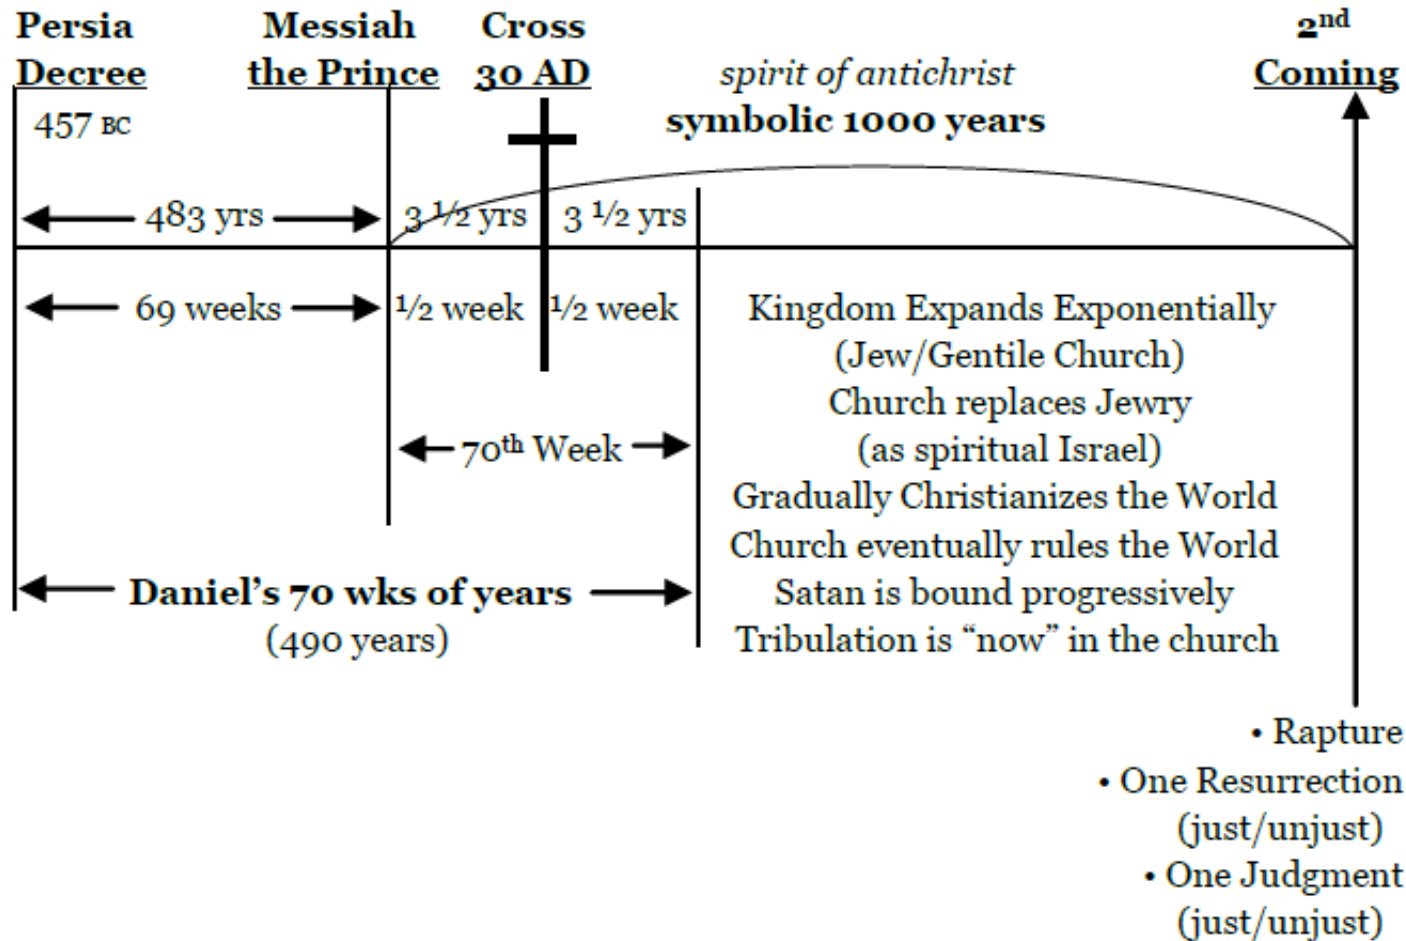 Persia Messiah Cross 2nd
Decree the Prince 30 AD spirit of antichrist Coming
457 BC symbolic 1000 years
483 yrs 3 ½ yrs 3 ½ yrs
69 weeks ½ week ½ week Kingdom Expands Exponentially
(Jew/Gentile Church)
Church replaces Jewry
70th Week (as spiritual Israel)
Gradually Christianizes the World
Church eventually rules the World
Daniel’s 70 wks of years Satan is bound progressively
(490 years) Tribulation is “now” in the church
• Rapture
• One Resurrection
(just/unjust)
• One Judgment
(just/unjust)